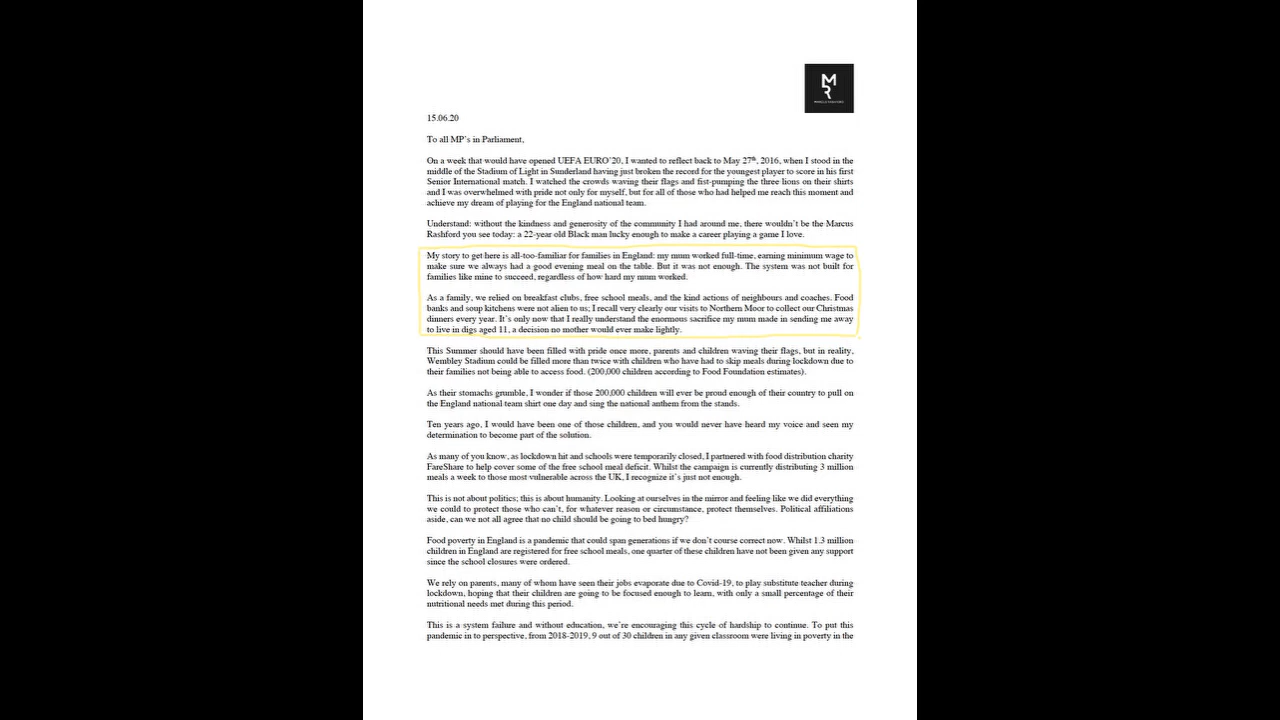 MR
MARCUS RASHFORD
15.06.20
To all MP's in Parliament,
On a week that would have opened UEFA EURO'20, I wanted to reflect back to May 27th, 2016, when I stood in the
middle of the Stadium of Light in Sunderland having just broken the record for the youngest player to score in his first
Senior International match. I watched the crowds waving their flags and fist-pumping the three lions on their shirts
and I was overwhelmed with pride not only for myself, but for all of those who had helped me reach this moment and
achieve my dream of playing for the England national team.
Understand: without the kindness and generosity of the community I had around me, there wouldn't be the Marcus
Rashford you see today: a 22-year old Black man lucky enough to make a career playing a game I love.
My story to get here is all-too-familiar for families in England: my mum worked full-time, earning minimum wage to
make sure we always had a good evening meal on the table. But it was not enough. The system was not built for
families like mine to succeed, regardless of how hard my mum worked.
As a family, we relied on breakfast clubs, free school meals, and the kind actions of neighbours and coaches. Food
banks and soup kitchens were not alien to us; I recall very clearly our visits to Northern Moor to collect our Christmas
dinners every year. It's only now that I really understand the enormous sacrifice my mum made in sending me away
to live in digs aged 11, a decision no mother would ever make lightly.
This Summer should have been filled with pride once more, parents and children waving their flags, but in reality,
Wembley Stadium could be filled more than twice with children who have had to skip meals during lockdown due to
their families not being able to access food. (200,000 children according to Food Foundation estimates).
As their stomachs grumble, I wonder if those 200,000 children will ever be proud enough of their country to pull on
the England national team shirt one day and sing the national anthem from the stands.
Ten years ago, I would have been one of those children, and you would never have heard my voice and seen my
determination to become part of the solution.
As many of you know, as lockdown hit and schools were temporarily closed, I partnered with food distribution charity
FareShare to help cover some of the free school meal deficit. Whilst the campaign is currently distributing 3 million
meals a week to those most vulnerable across the UK, I recognize it's just not enough.
This is not about politics; this is about humanity. Looking at ourselves in the mirror and feeling like we did everything
we could to protect those who can't, for whatever reason or circumstance, protect themselves. Political affiliations
aside, can we not all agree that no child should be going to bed hungry?
Food poverty in England is a pandemic that could span generations if we don't course correct now. Whilst 1.3 million
children in England are registered for free school meals, one quarter of these children have not been given any support
since the school closures were ordered.
We rely on parents, many of whom have seen their jobs evaporate due to Covid-19, to play substitute teacher during
lockdown, hoping that their children are going to be focused enough to learn, with only a small percentage of their
nutritional needs met during this period.
This is a system failure and without education, we're encouraging this cycle of hardship to continue. To put this
pandemic in to perspective, from 2018-2019, 9 out of 30 children in any given classroom were living in poverty in the